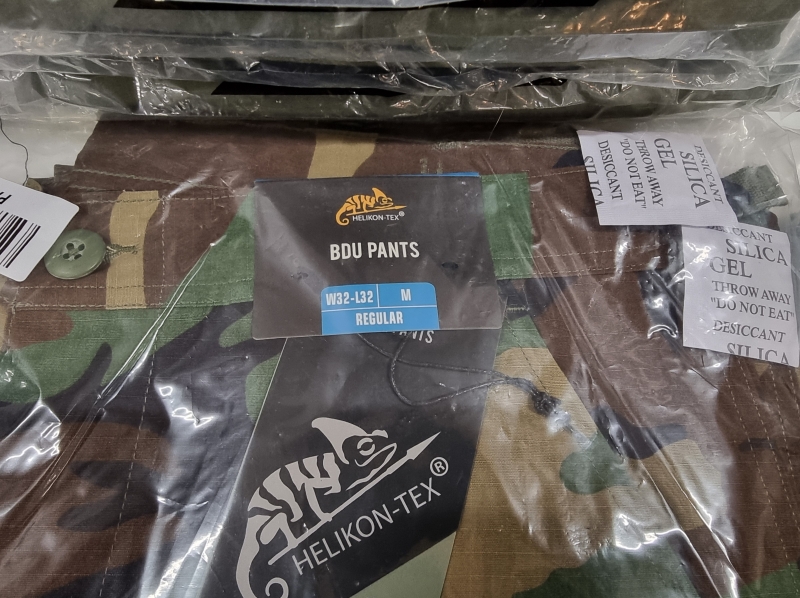 HELIKON-TEX®
BDU PANTS
W32-L32
M
REGULAR
HELIKON-TEX®
DESICCANT
SILICA
GEL
THROW AWAY
"DO NOT EAT"
DESICCANT
SILICA
DESICCANT
SILICA
GEL
THROW AWAY
"DO NOT EAT"
DESICCANT
SILICA